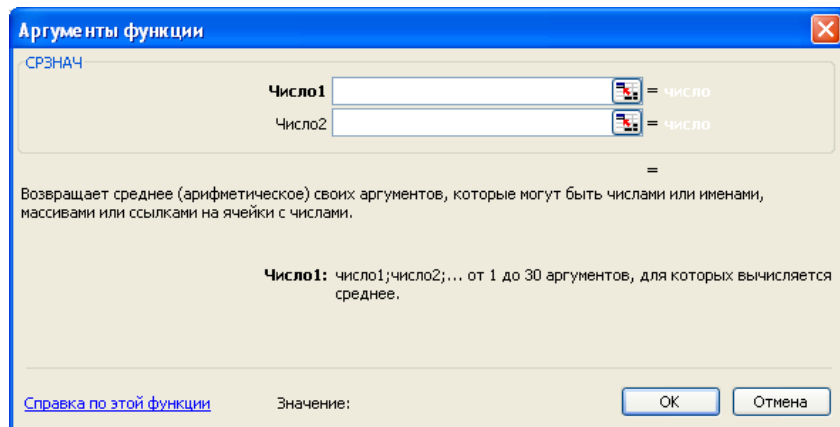 Аргументы функции
СРЗНАЧ
Число1 = число
Число2 = число
=
Возвращает среднее (арифметическое) своих аргументов, которые могут быть числами или именами,
массивами или ссылками на ячейки с числами.
Число1: число1;число2;... от 1 до 30 аргументов, для которых вычисляется
среднее.
Справка по этой функции Значение: ОК Отмена